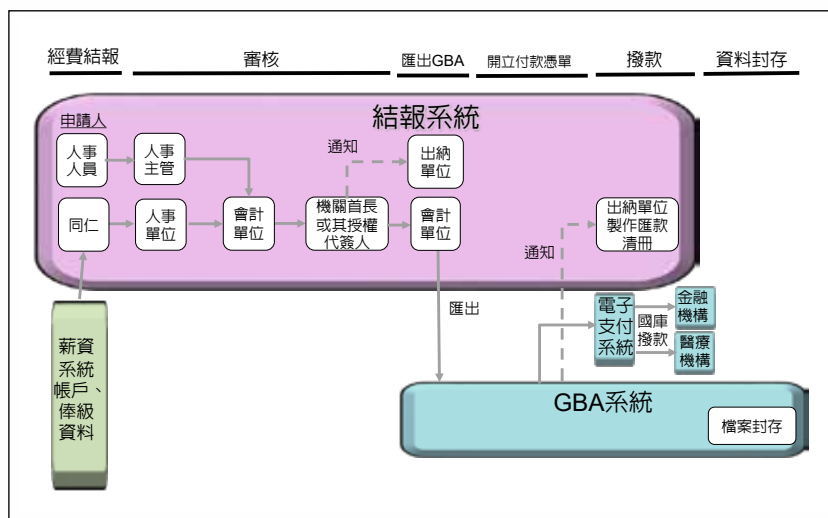 經費結報
審核
匯出GBA
開立付款憑單
撥款
資料封存
結報系統
申請人
人事
人員
人事
主管
通知
出納
單位
同仁
人事
單位
會計
單位
機關首長
或其授權
代簽人
會計
單位
出納單位
製作匯款
清冊
通知
匯出
薪資
系統
帳戶、
俸級
資料
電子
支付
系統
國庫
撥款
金融
機構
醫療
機構
GBA系統
檔案封存